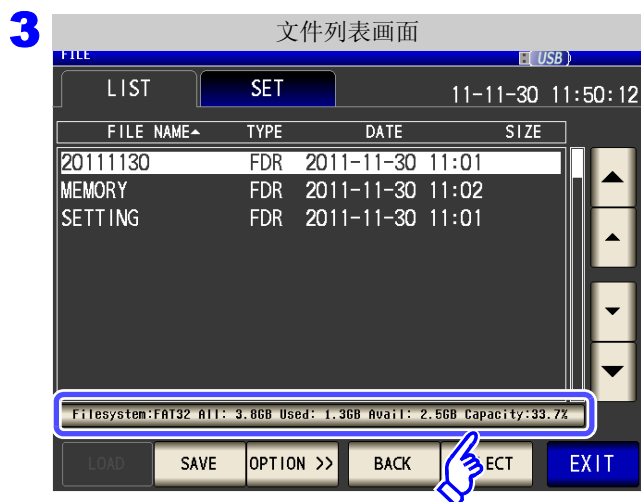 3
文件列表画面
FILE USB
LIST SET 11-11-30 11:50:12
FILE NAME TYPE DATE SIZE
20111130 FDR 2011-11-30 11:01
MEMORY FDR 2011-11-30 11:02
SETTING FDR 2011-11-30 11:01
Filesystem:FAT32 All: 3.8GB Used: 1.3GB Avail: 2.5GB Capacity:33.7%
LOAD SAVE OPTION >> BACK EXIT